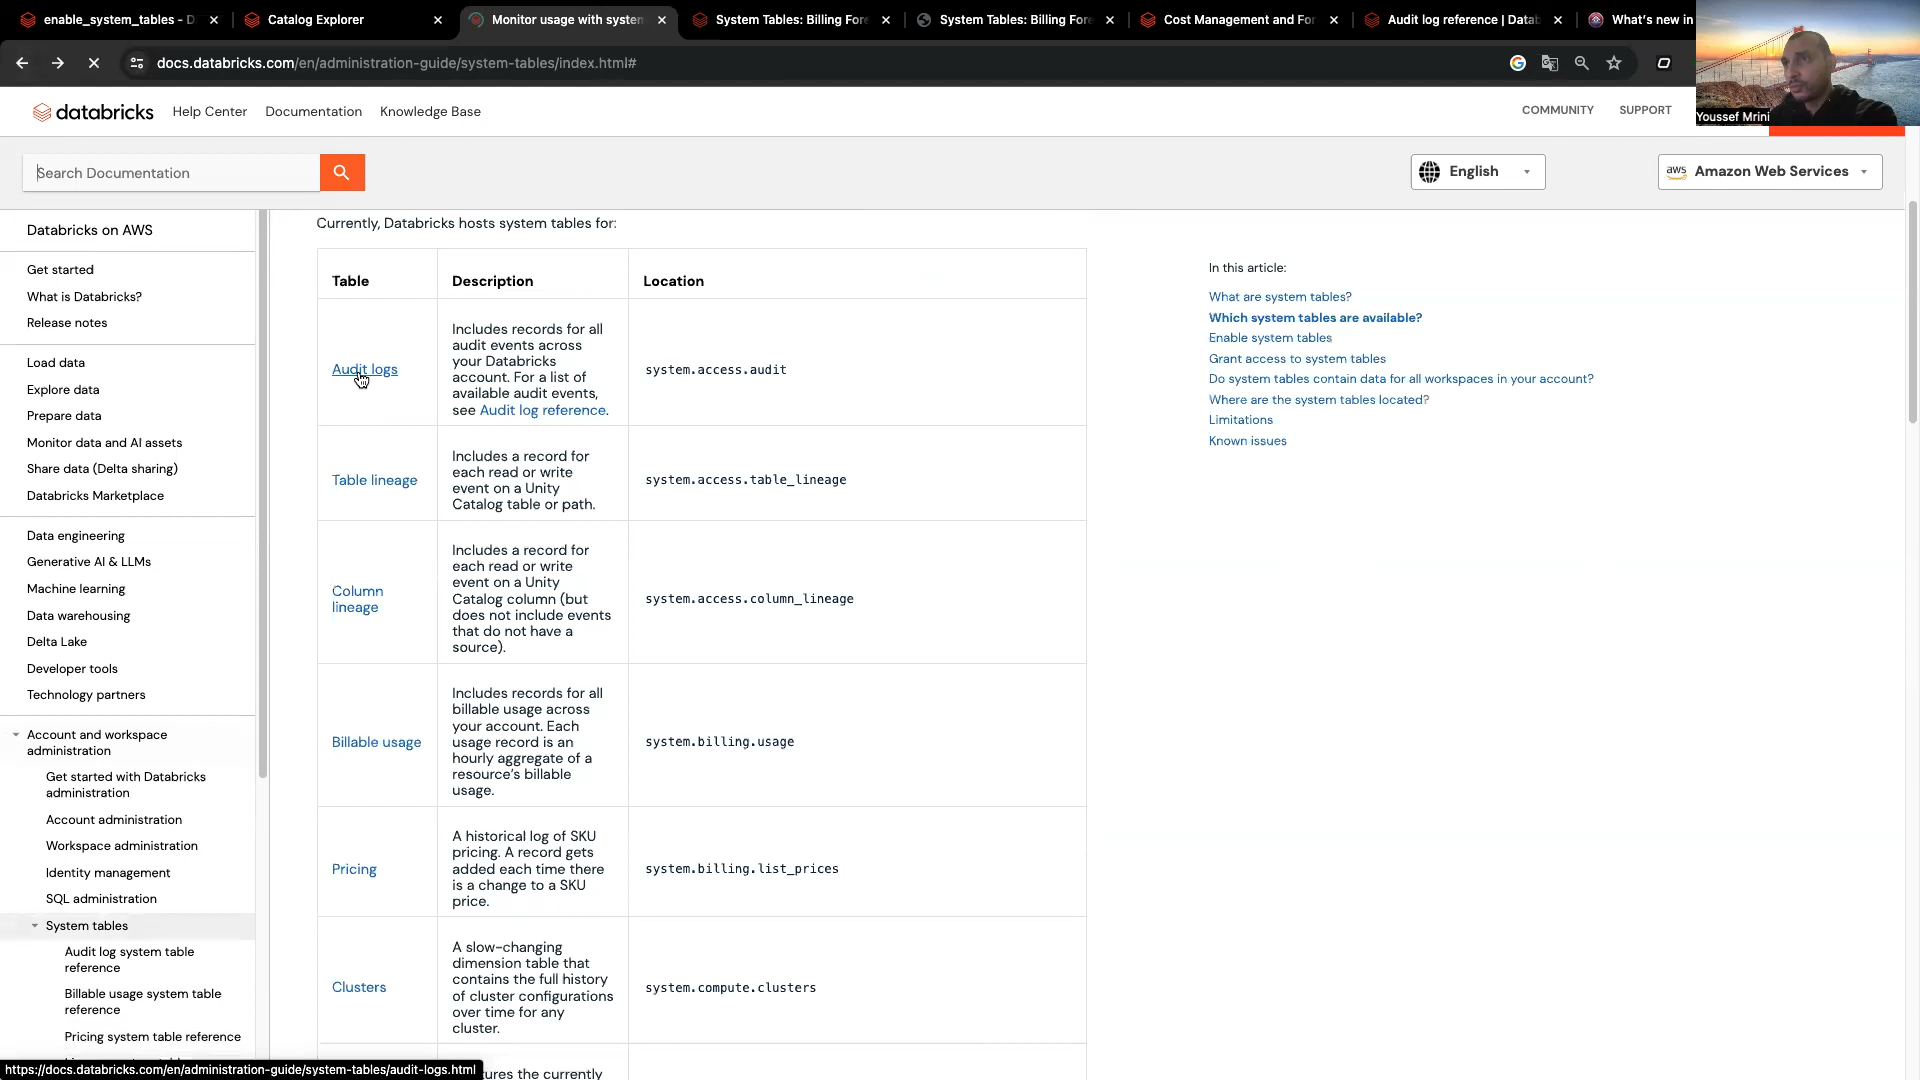 enable_system_tables - D
Catalog Explorer
Monitor usage with system
System Tables: Billing For
System Tables: Billing For
Cost Management and Fo
Audit log reference | Data
What's new in
docs.databricks.com/en/administration-guide/system-tables/index.html#
Youssef Mrini
databricks
Help Center
Documentation
Knowledge Base
COMMUNITY
SUPPORT
Search Documentation
English
aws
Amazon Web Services
Databricks on AWS
Get started
What is Databricks?
Release notes
Load data
Explore data
Prepare data
Monitor data and AI assets
Share data (Delta sharing)
Databricks Marketplace
Data engineering
Generative AI & LLMs
Machine learning
Data warehousing
Delta Lake
Developer tools
Technology partners
Account and workspace
administration
Get started with Databricks
administration
Account administration
Workspace administration
Identity management
SQL administration
System tables
Audit log system table
reference
Billable usage system table
reference
Pricing system table reference
Currently, Databricks hosts system tables for:
Table
Description
Location
Audit logs
Includes records for all
audit events across
your Databricks
account. For a list of
available audit events,
see Audit log reference.
system.access.audit
Table lineage
Includes a record for
each read or write
event on a Unity
Catalog table or path.
system.access.table_lineage
Column
lineage
Includes a record for
each read or write
event on a Unity
Catalog column (but
does not include events
that do not have a
source).
system.access.column_lineage
Billable usage
Includes records for all
billable usage across
your account. Each
usage record is an
hourly aggregate of a
resource's billable
usage.
system.billing.usage
Pricing
A historical log of SKU
pricing. A record gets
added each time there
is a change to a SKU
price.
system.billing.list_prices
Clusters
A slow-changing
dimension table that
contains the full history
of cluster configurations
over time for any
cluster.
system.compute.clusters
tures the currently
In this article:
What are system tables?
Which system tables are available?
Enable system tables
Grant access to system tables
Do system tables contain data for all workspaces in your account?
Where are the system tables located?
Limitations
Known issues
https://docs.databricks.com/en/administration-guide/system-tables/audit-logs.html